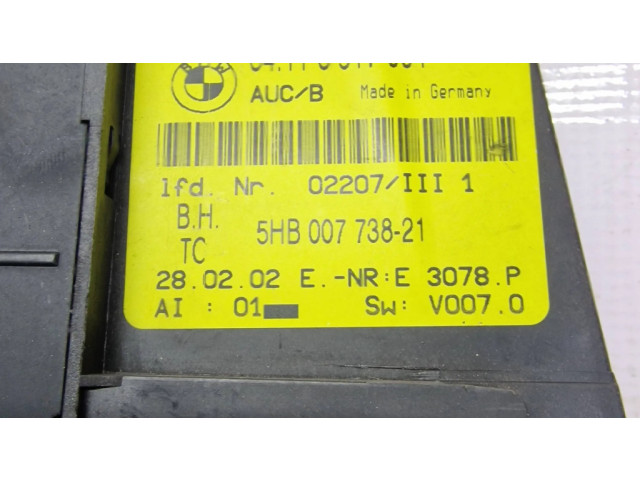 BMW
AUC/B Made in Germany
lfd. Nr. 02207/III 1
B.H.
TC 5HB 007 738-21
28.02.02 E.-NR:E 3078.P
AI : 01 Sw: V007.0